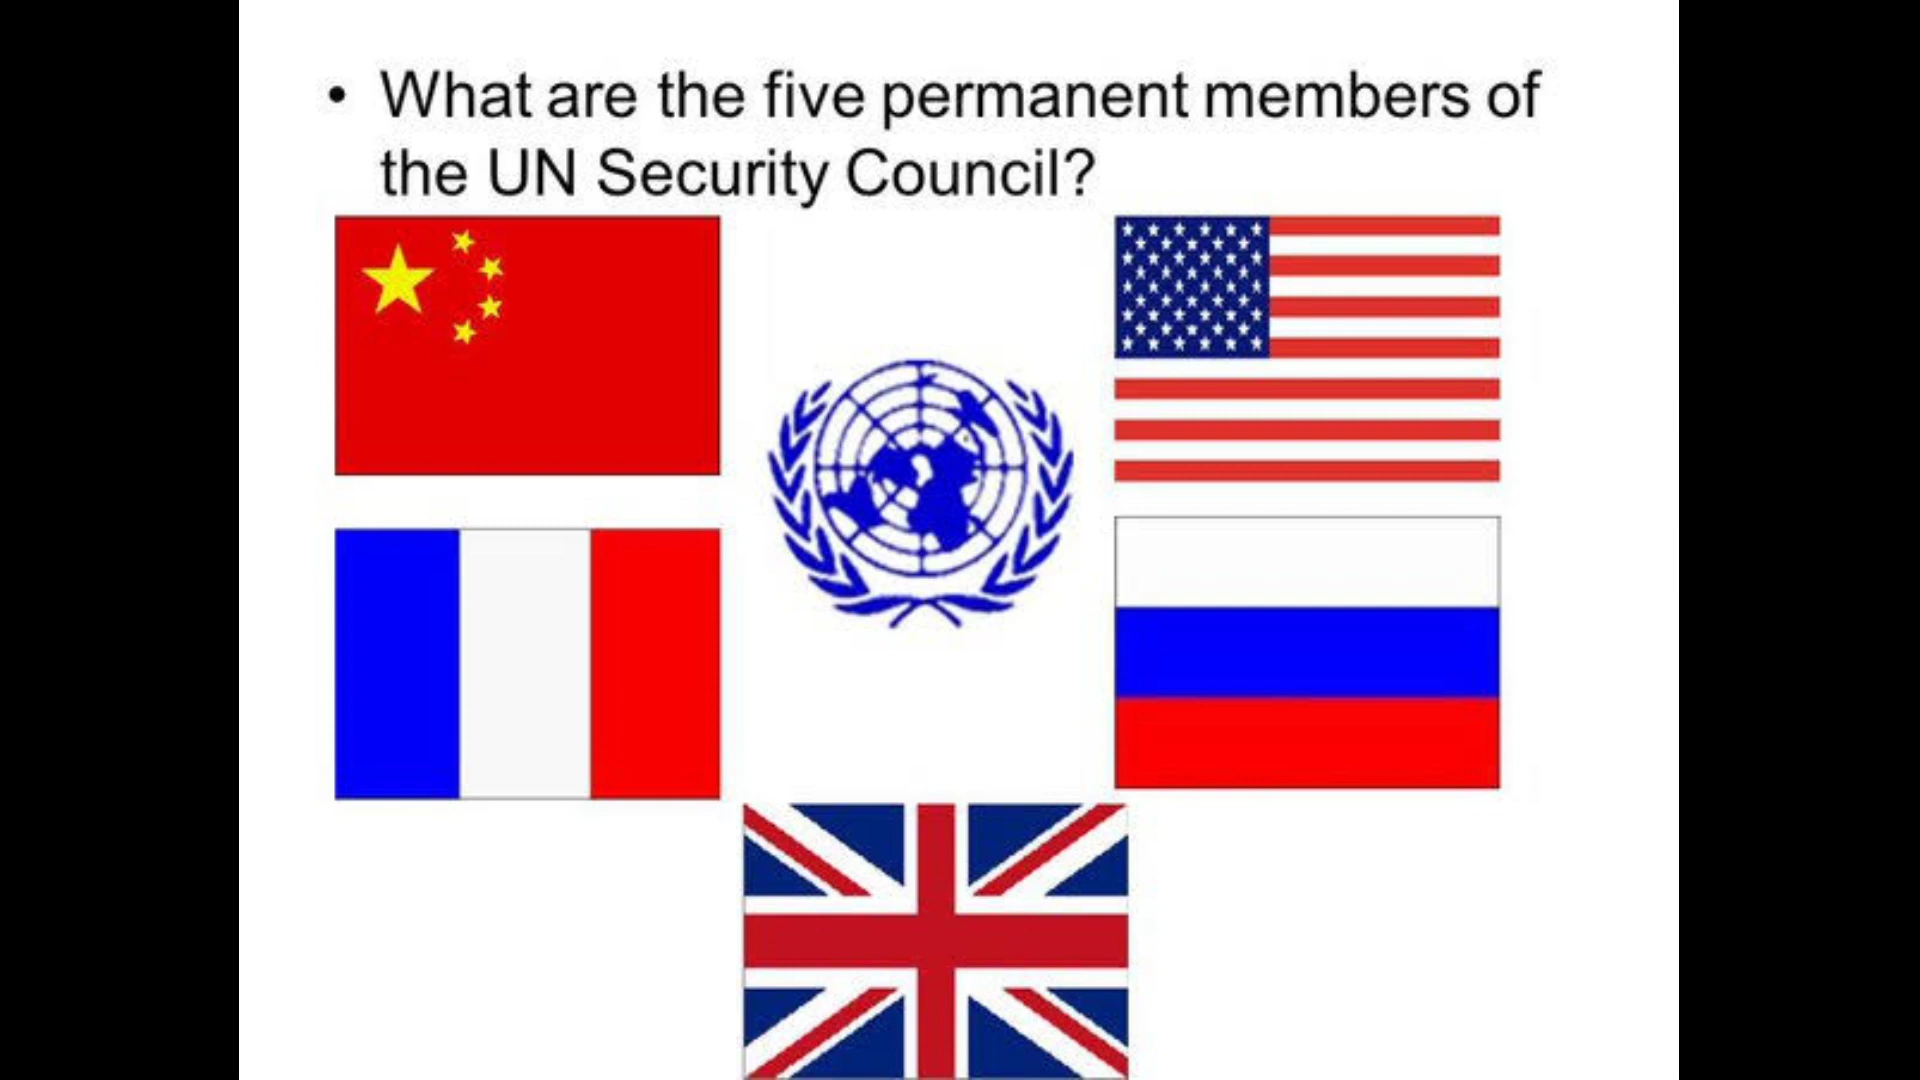 • What are the five permanent members of
the UN Security Council?